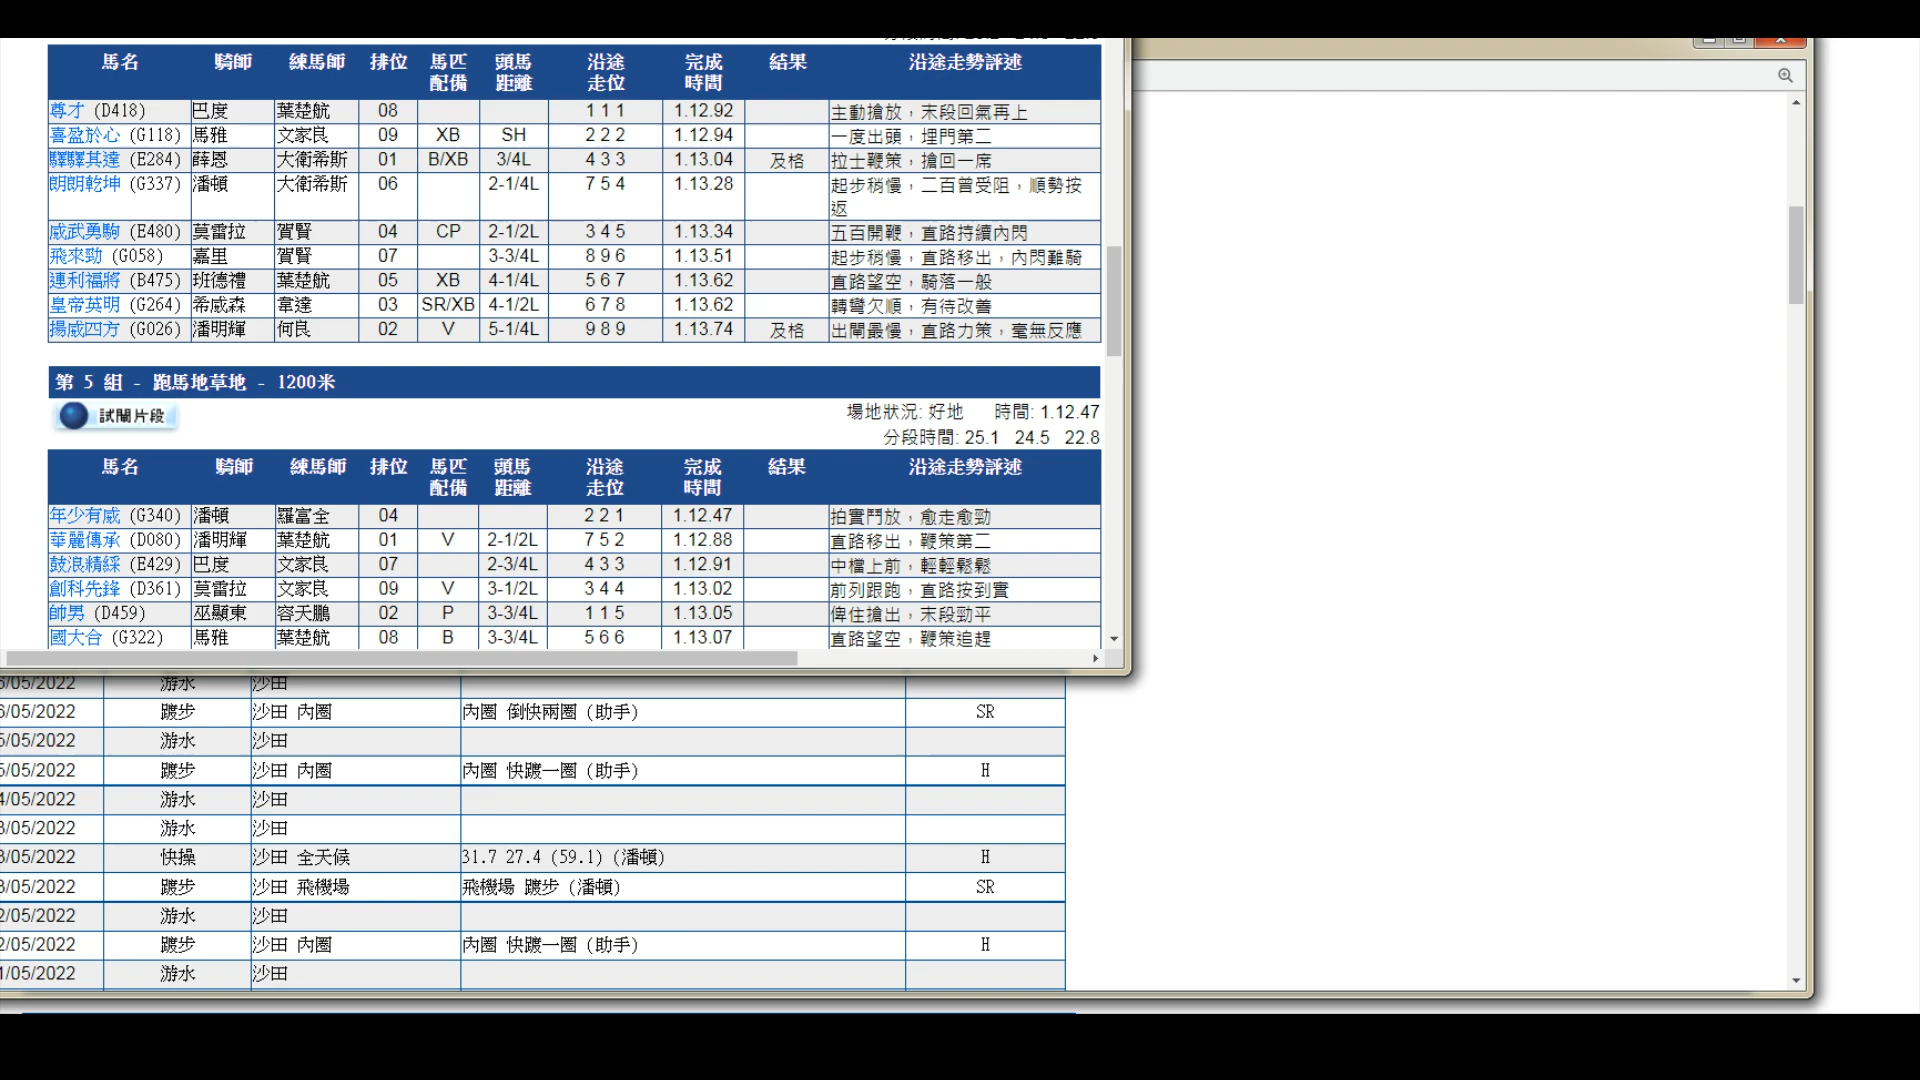 馬名 騎師 練馬師 排位 馬匹配備 頭馬距離 沿途走位 完成時間 結果 沿途走勢評述
尊才 (D418) 巴度 葉楚航 08 1 1 1 1.12.92 主動搶放，末段回氣再上
喜盈於心 (G118) 馬雅 文家良 09 XB SH 2 2 2 1.12.94 一度出頭，埋門第二
驛驛其達 (E284) 薛恩 大衛希斯 01 B/XB 3/4L 4 3 3 1.13.04 及格 拉士鞭策，搶回一席
朗朗乾坤 (G337) 潘頓 大衛希斯 06 2-1/4L 7 5 4 1.13.28 起步稍慢，二百曾受阻，順勢按返
威武勇駒 (E480) 莫雷拉 賀賢 04 CP 2-1/2L 3 4 5 1.13.34 五百開鞭，直路持續內閃
飛來勁 (G058) 嘉里 賀賢 07 3-3/4L 8 9 6 1.13.51 起步稍慢，直路移出，內閃難騎
連利福將 (B475) 班德禮 葉楚航 05 XB 4-1/4L 5 6 7 1.13.62 直路望空，騎落一般
皇帝英明 (G264) 希威森 韋達 03 SR/XB 4-1/2L 6 7 8 1.13.62 轉彎欠順，有待改善
揚威四方 (G026) 潘明輝 何良 02 V 5-1/4L 9 8 9 1.13.74 及格 出閘最慢，直路力策，毫無反應
第 5 組 - 跑馬地草地 - 1200米
試閘片段
場地狀況: 好地 時間: 1.12.47
分段時間: 25.1 24.5 22.8
馬名 騎師 練馬師 排位 馬匹配備 頭馬距離 沿途走位 完成時間 結果 沿途走勢評述
年少有威 (G340) 潘頓 羅富全 04 2 2 1 1.12.47 拍實鬥放，愈走愈勁
華麗傳承 (D080) 潘明輝 葉楚航 01 V 2-1/2L 7 5 2 1.12.88 直路移出，鞭策第二
鼓浪精綵 (E429) 巴度 文家良 07 2-3/4L 4 3 3 1.12.91 中檔上前，輕輕鬆鬆
創科先鋒 (D361) 莫雷拉 文家良 09 V 3-1/2L 3 4 4 1.13.02 前列跟跑，直路按到實
帥男 (D459) 巫顯東 容天鵬 02 P 3-3/4L 1 1 5 1.13.05 俾住搶出，末段勁平
國大合 (G322) 馬雅 葉楚航 08 B 3-3/4L 5 6 6 1.13.07 直路望空，鞭策追趕
/05/2022 游水 沙田
6/05/2022 踱步 沙田 內圈 內圈 倒快兩圈 (助手) SR
5/05/2022 游水 沙田
5/05/2022 踱步 沙田 內圈 內圈 快踱一圈 (助手) H
4/05/2022 游水 沙田
3/05/2022 游水 沙田
3/05/2022 快操 沙田 全天候 31.7 27.4 (59.1) (潘頓) H
3/05/2022 踱步 沙田 飛機場 飛機場 踱步 (潘頓) SR
2/05/2022 游水 沙田
2/05/2022 踱步 沙田 內圈 內圈 快踱一圈 (助手) H
1/05/2022 游水 沙田